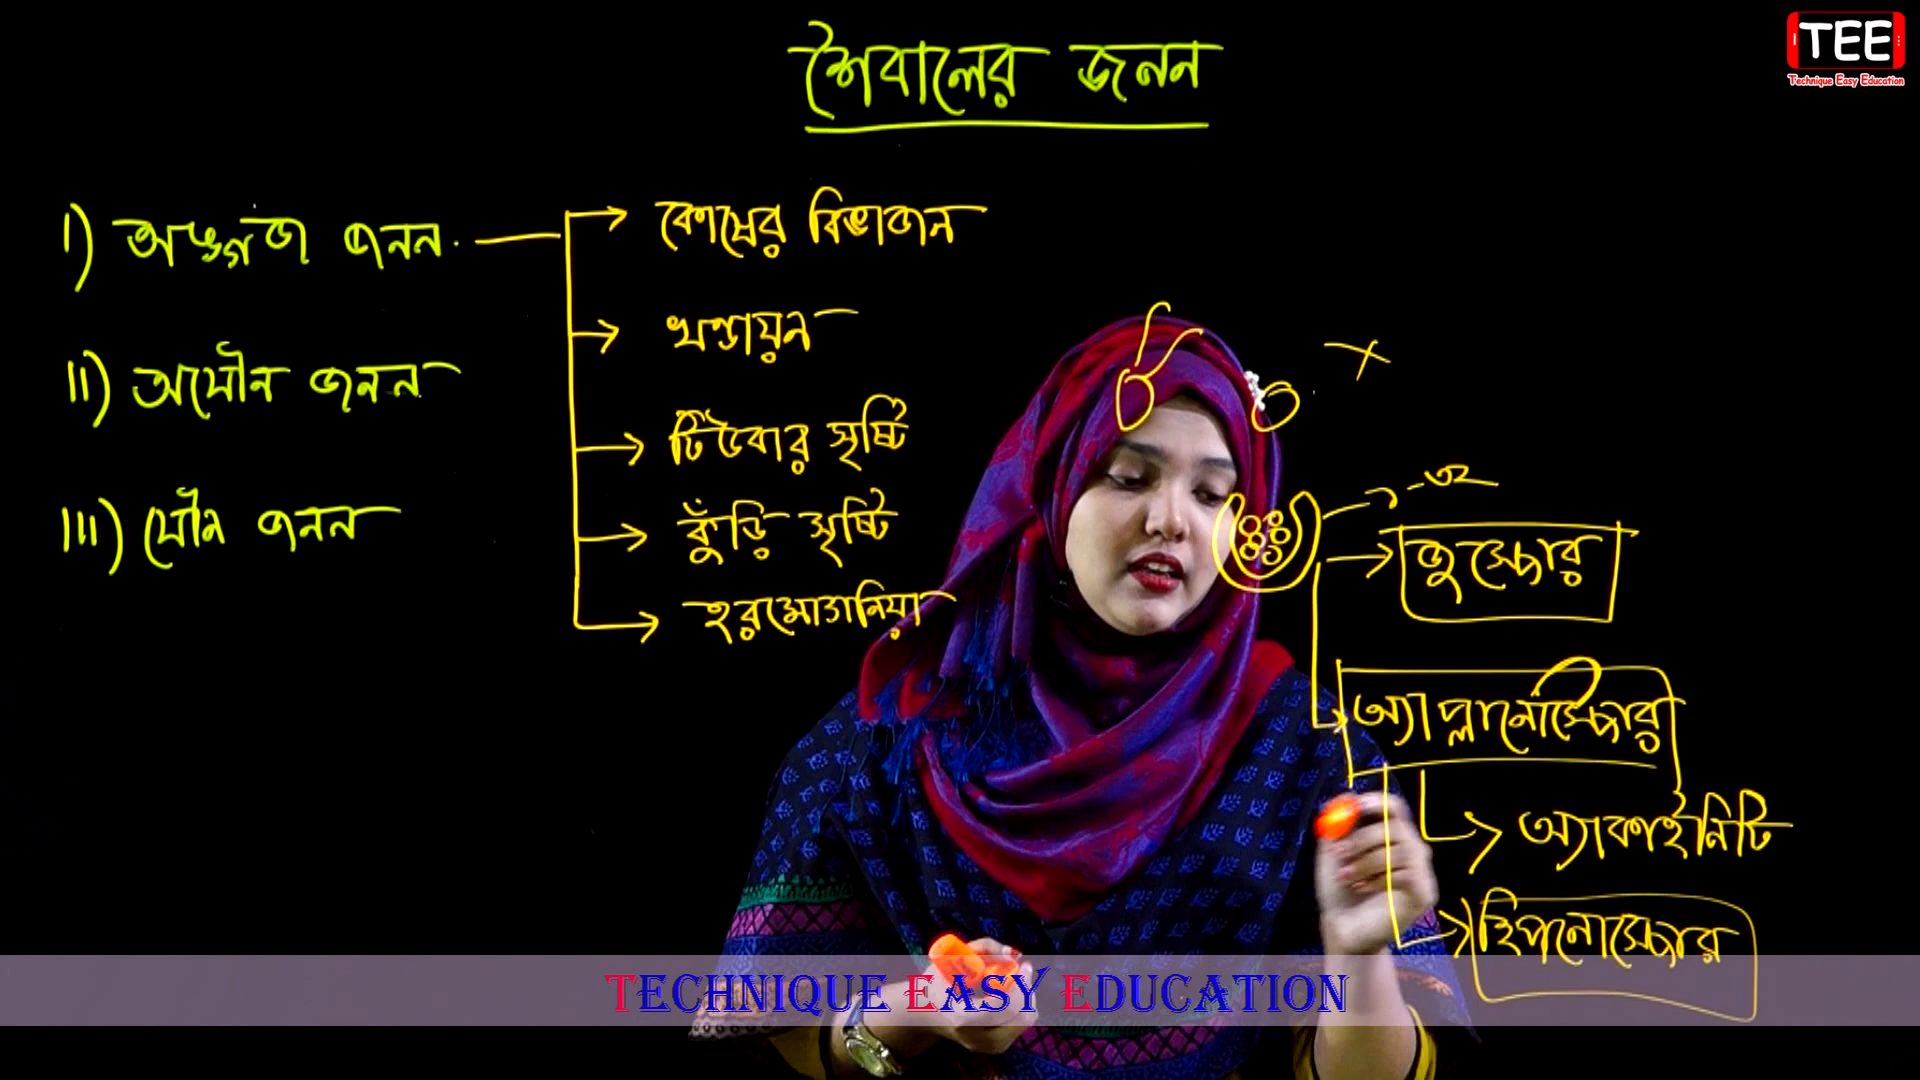 শৈবালের জনন
TEE
Technique Easy Education
I) অঙ্গজ জনন
কোষের বিভাজন
খণ্ডায়ন
টিউবার সৃষ্টি
কুঁড়ি সৃষ্টি
হরমোগোনিয়া
II) অযৌন জনন
III) যৌন জনন
জুস্পোর
অ্যাপ্লানোস্পোর
অ্যাকাইনিটি
হিপনোস্পোর
TECHNIQUE EASY EDUCATION